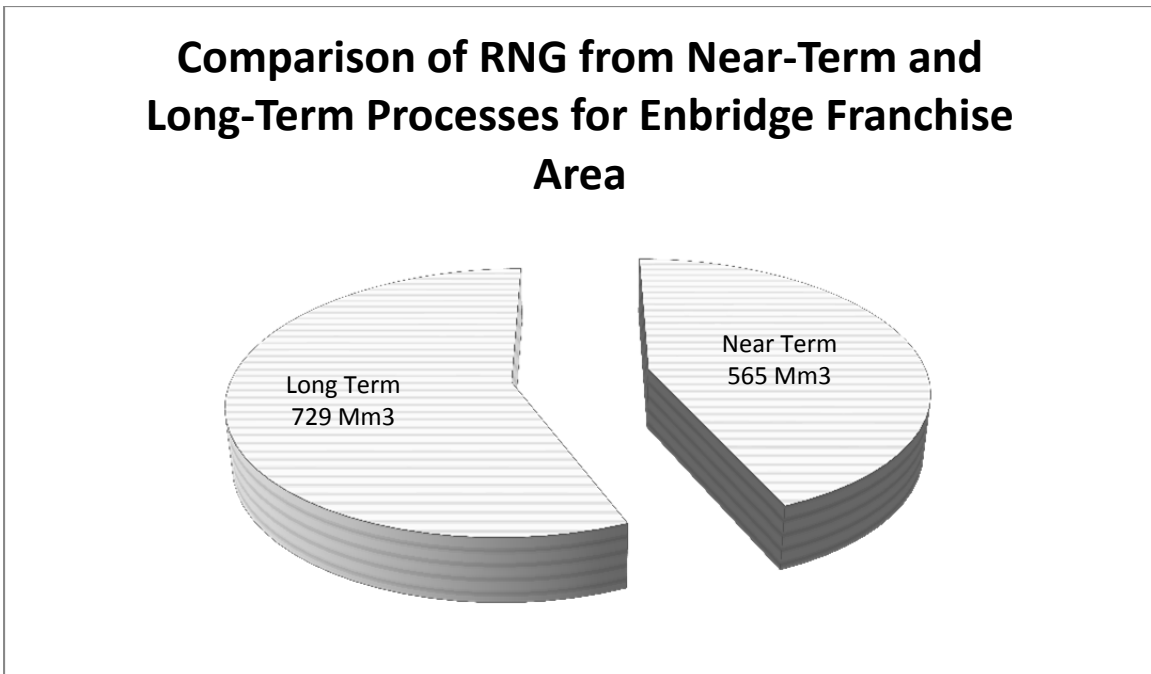 Comparison of RNG from Near-Term and
Long-Term Processes for Enbridge Franchise
Area
Near Term
565 Mm3
Long Term
729 Mm3